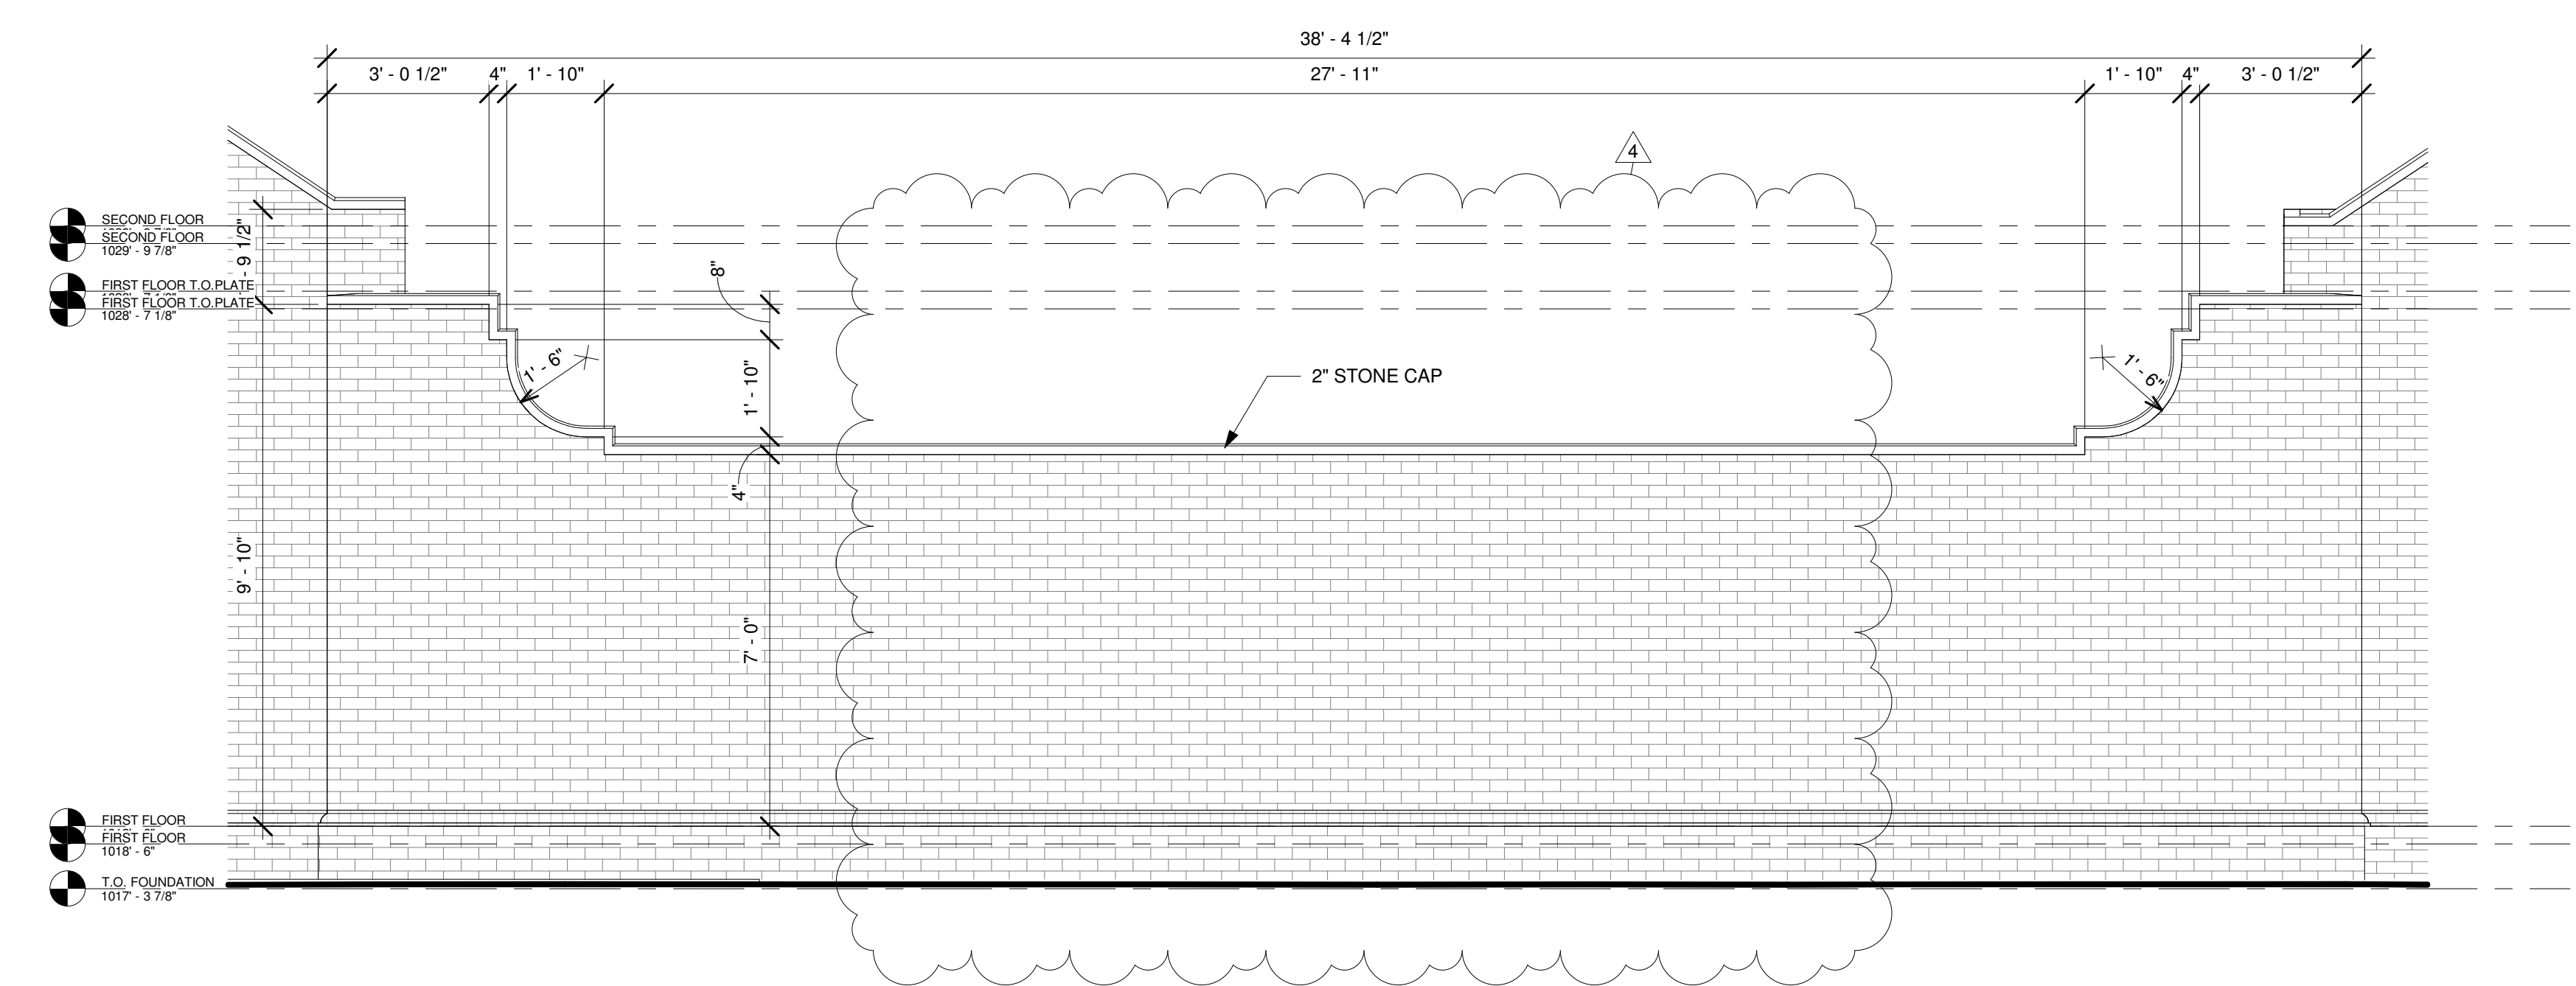 38' - 4 1/2"
3' - 0 1/2" 4" 1' - 10" 27' - 11" 1' - 10" 4" 3' - 0 1/2"
4
SECOND FLOOR
SECOND FLOOR
1029' - 9 7/8"
- 9 1/2"
8"
FIRST FLOOR T.O.PLATE
FIRST FLOOR T.O.PLATE
1028' - 7 1/8"
1' - 6"
1' - 10"
2" STONE CAP
1' - 6"
4"
9' - 10"
7' - 0"
FIRST FLOOR
FIRST FLOOR
1018' - 6"
T.O. FOUNDATION
1017' - 3 7/8"